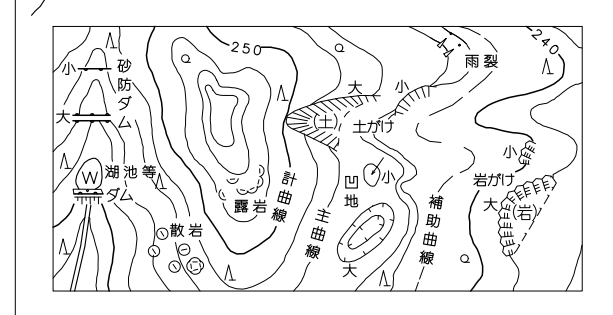 250
240
小
砂防ダム
大
湖池等
ダム
W
散岩
露岩
計曲線
主曲線
大
小
(土)
土がけ
雨裂
凹地
小
大
補助曲線
小
岩がけ
大
(岩)